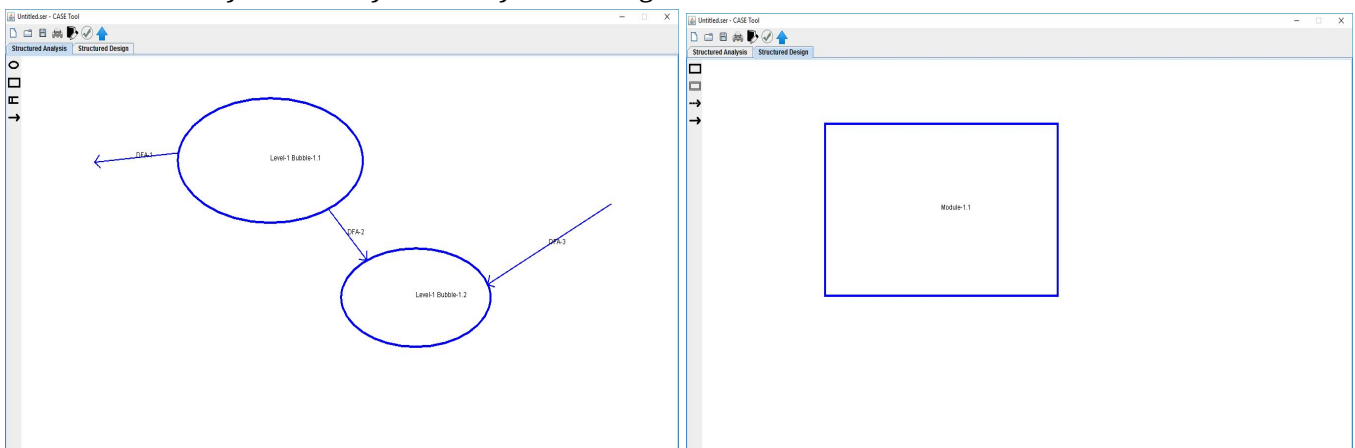 Untitled.ser - CASE Tool
Structured Analysis Structured Design
DFA-1
Level-1 Bubble-1.1
DFA-2
DFA-3
Level-1 Bubble-1.2
Untitled.ser - CASE Tool
Structured Analysis Structured Design
Module-1.1